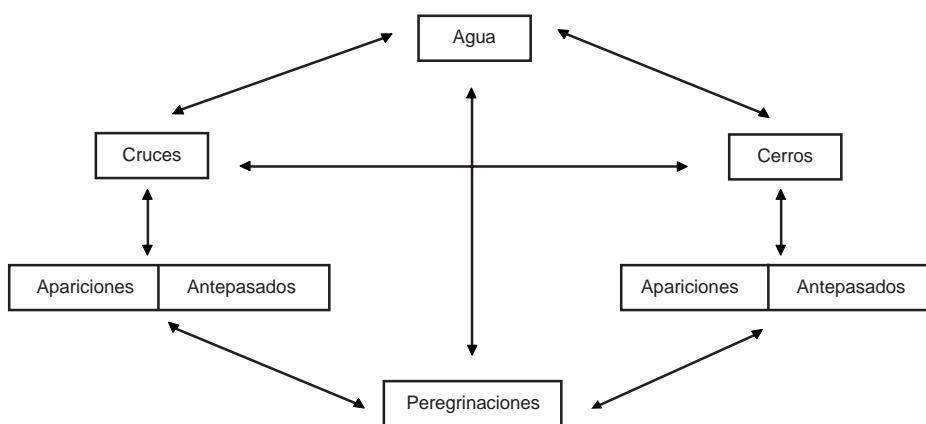 Agua
Cruces
Cerros
Apariciones Antepasados
Apariciones Antepasados
Peregrinaciones